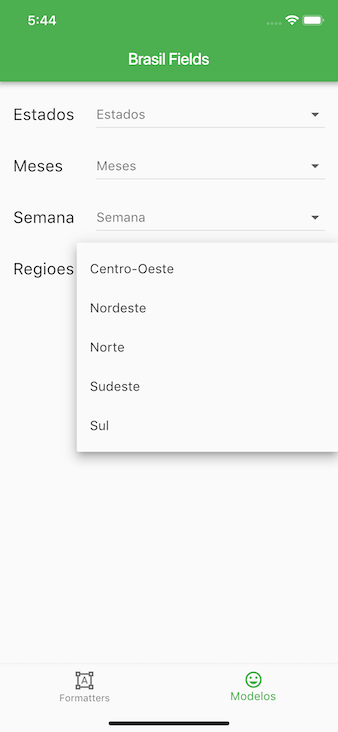 5:44
Brasil Fields
Estados Estados
Meses Meses
Semana Semana
Regioes Centro-Oeste
Nordeste
Norte
Sudeste
Sul
A
Formatters Modelos